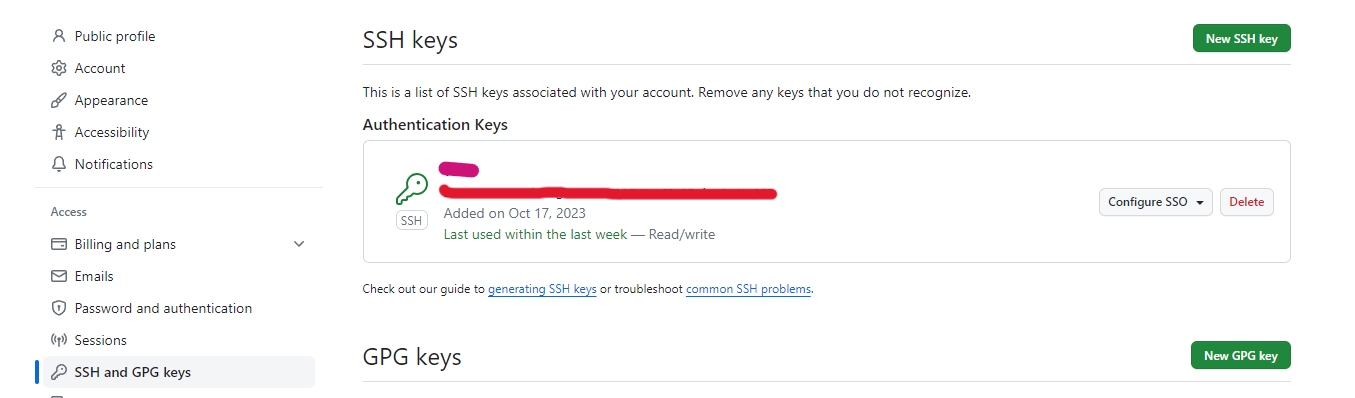 Public profile
Account
Appearance
Accessibility
Notifications
Access
Billing and plans
Emails
Password and authentication
Sessions
SSH and GPG keys
SSH keys
New SSH key
This is a list of SSH keys associated with your account. Remove any keys that you do not recognize.
Authentication Keys
SSH
Added on Oct 17, 2023
Last used within the last week — Read/write
Configure SSO
Delete
Check out our guide to generating SSH keys or troubleshoot common SSH problems.
GPG keys
New GPG key